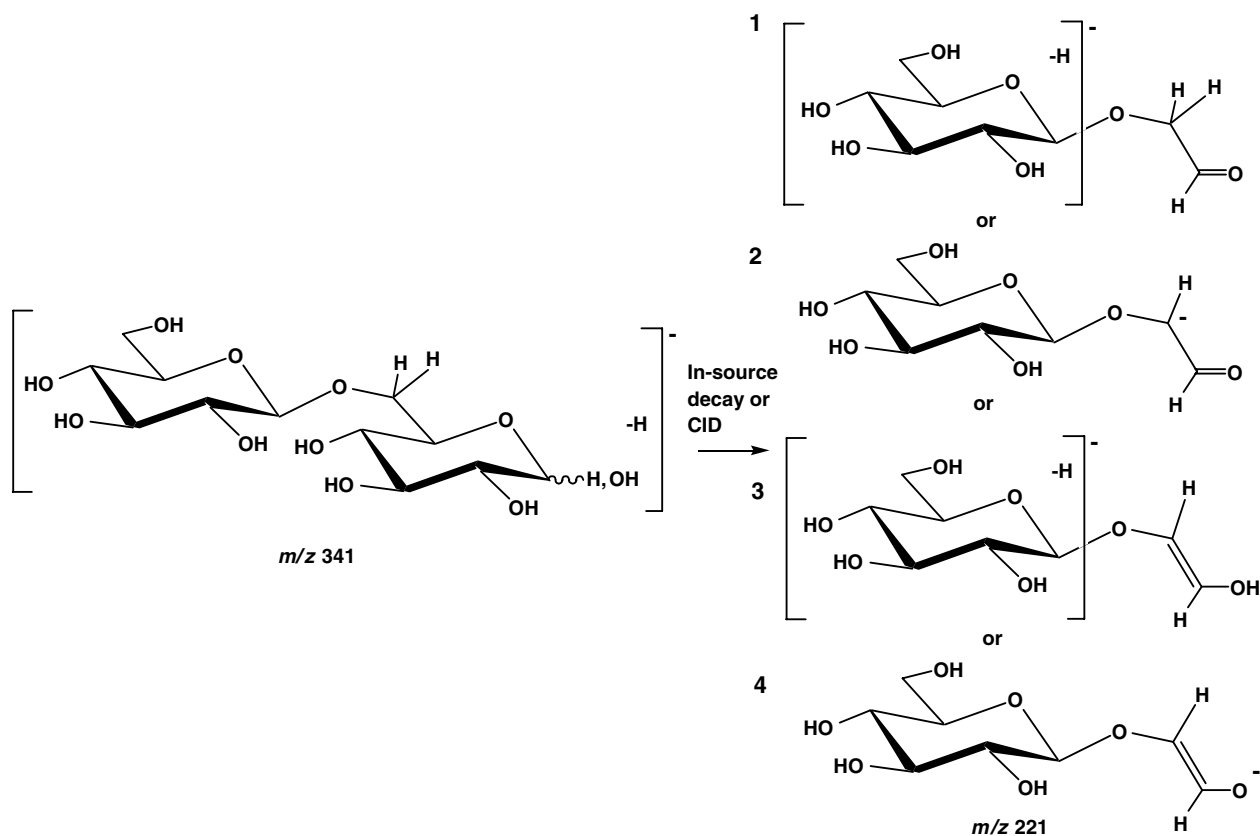 1
-
-H
OH
O
HO
HO
OH
O
H
H
O
H
or
2
OH
O
HO
HO
OH
O
H
-
O
H
or
OH
O
HO
HO
OH
O
H
H
O
HO
HO
OH
H,OH
-H
-
m/z 341
In-source
decay or
CID
3
-
-H
OH
O
HO
HO
OH
O
H
OH
H
or
4
OH
O
HO
HO
OH
O
H
O-
H
m/z 221